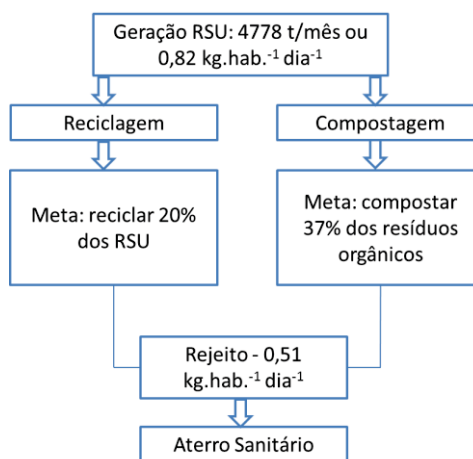 Geração RSU: 4778 t/mês ou
0,82 kg.hab.⁻¹ dia⁻¹
Reciclagem
Compostagem
Meta: reciclar 20%
dos RSU
Meta: compostar
37% dos resíduos
orgânicos
Rejeito - 0,51
kg.hab.⁻¹ dia⁻¹
Aterro Sanitário